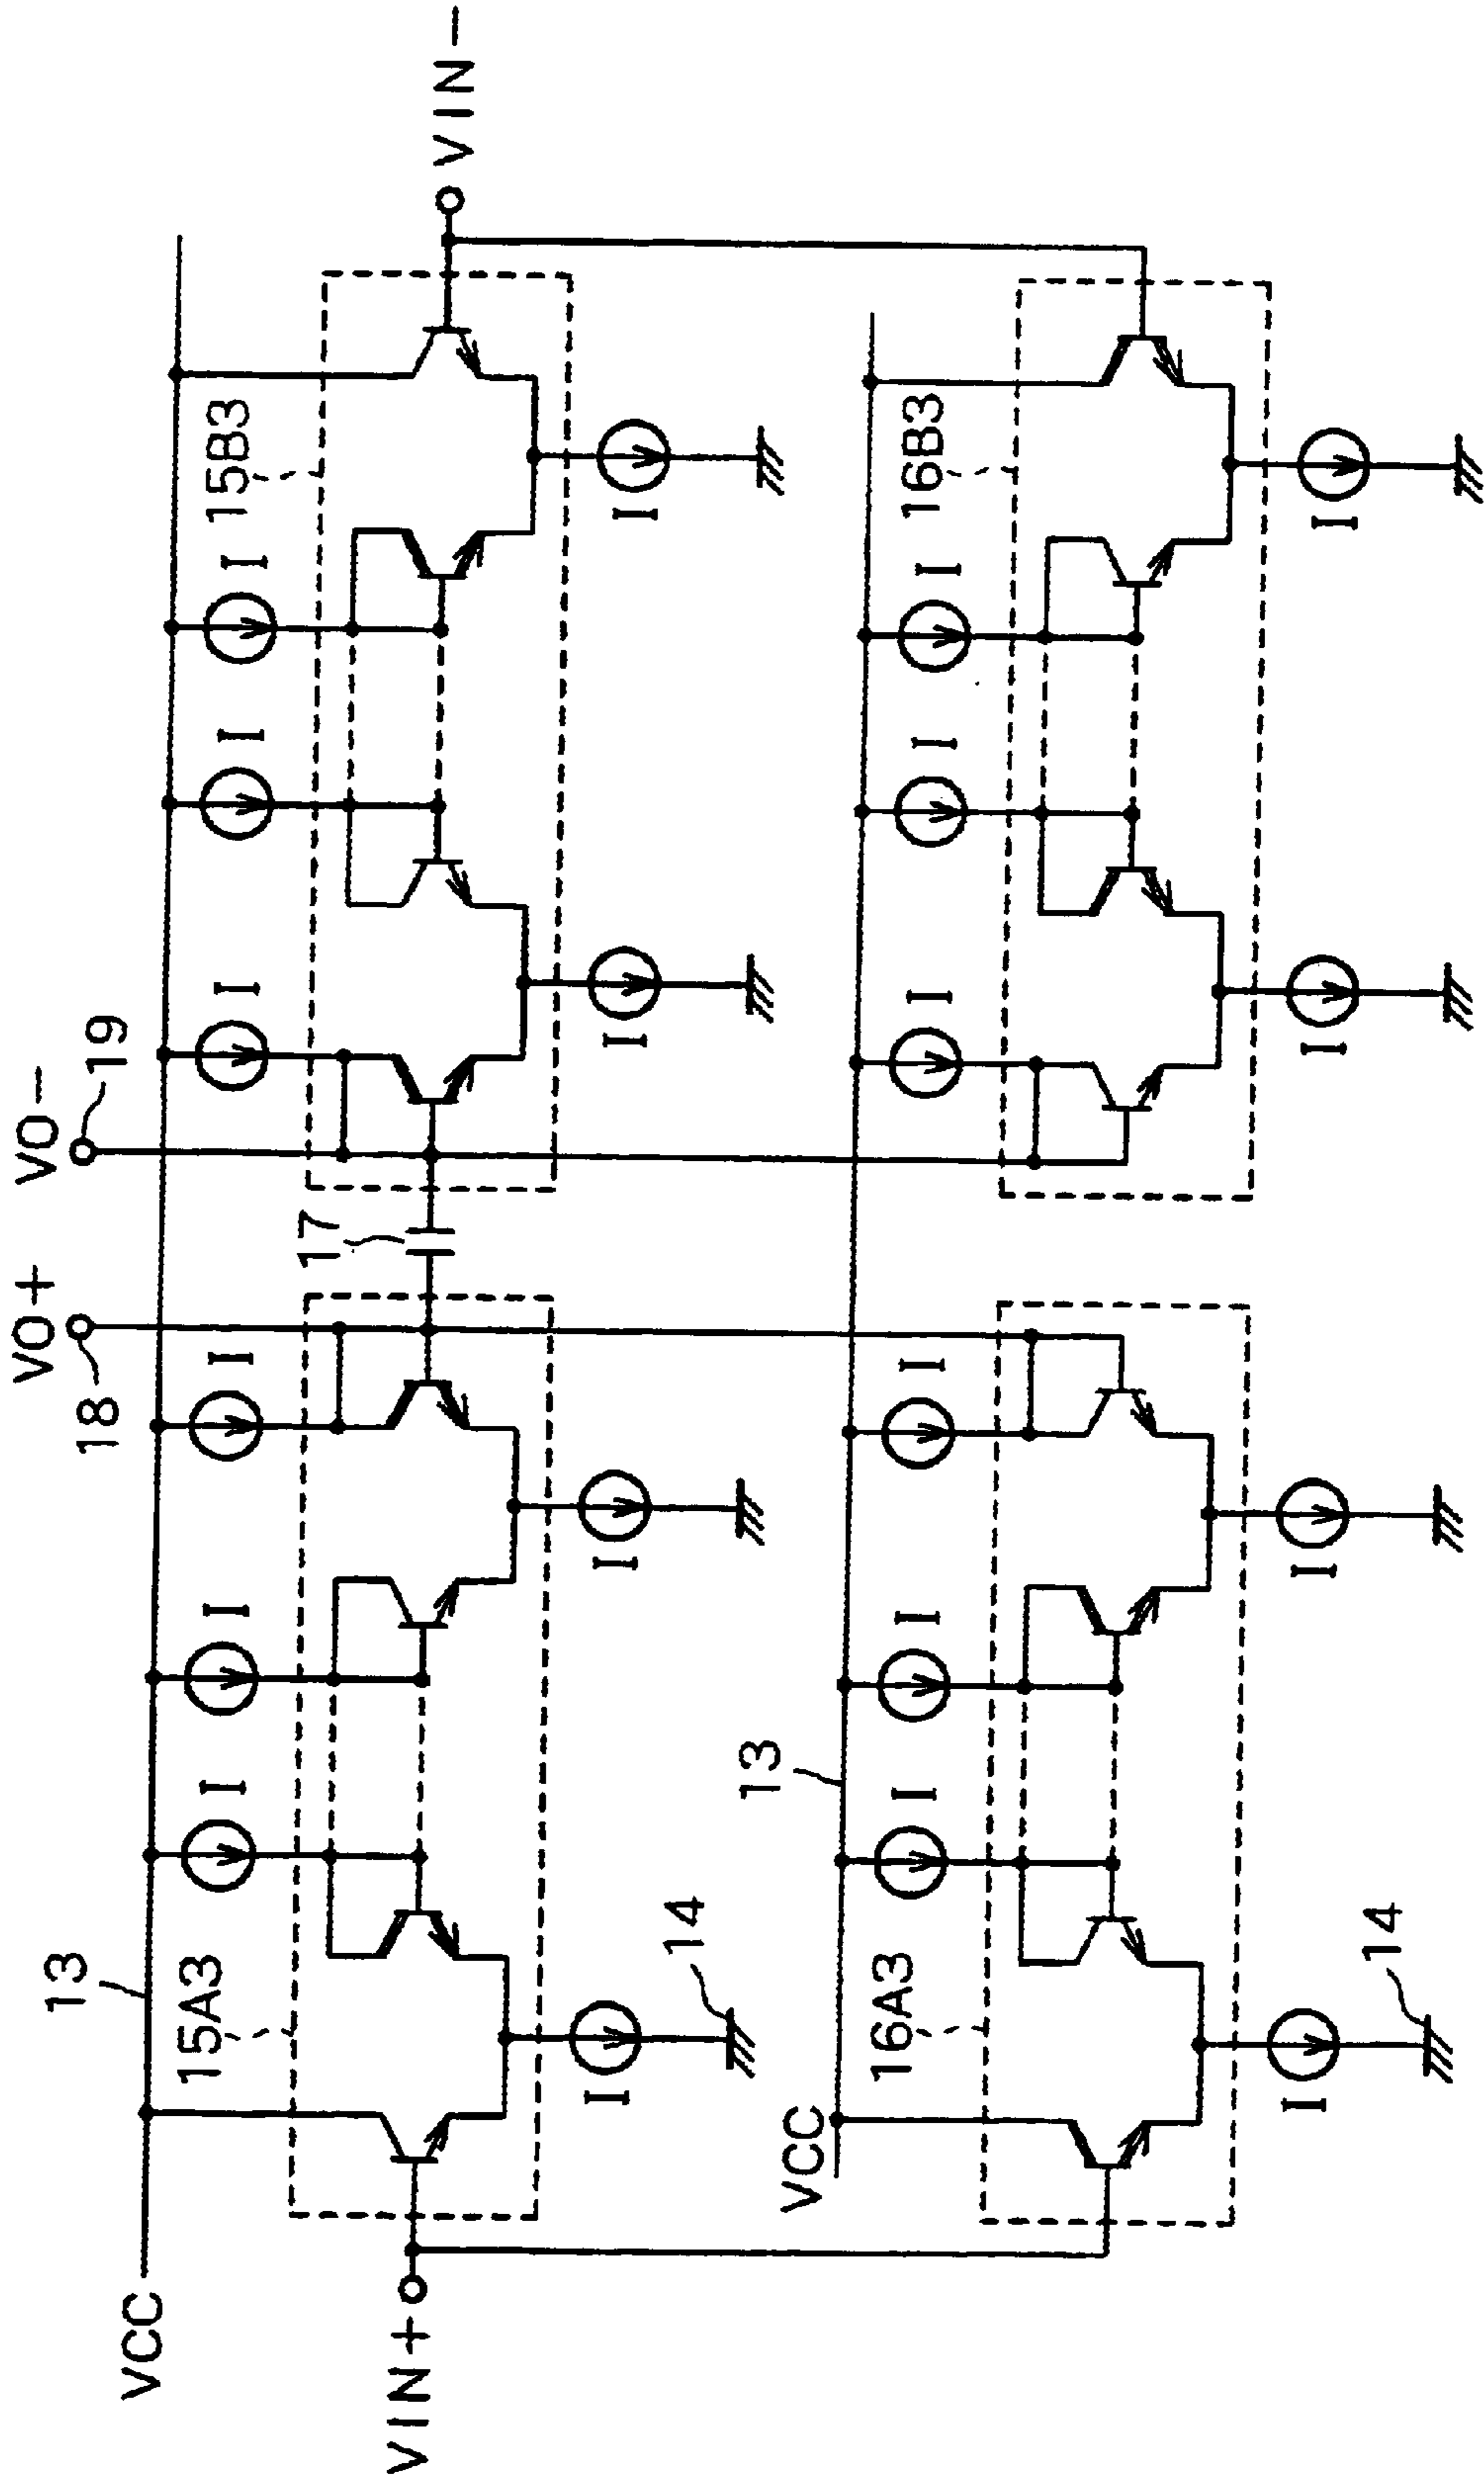 VO+ VO−
13 18 19
VCC
15A3 I I I I I I 15B3
17
VIN+ VIN−
I I I I
14
13
VCC
16A3 I I I I I I 16B3
I I I I
14